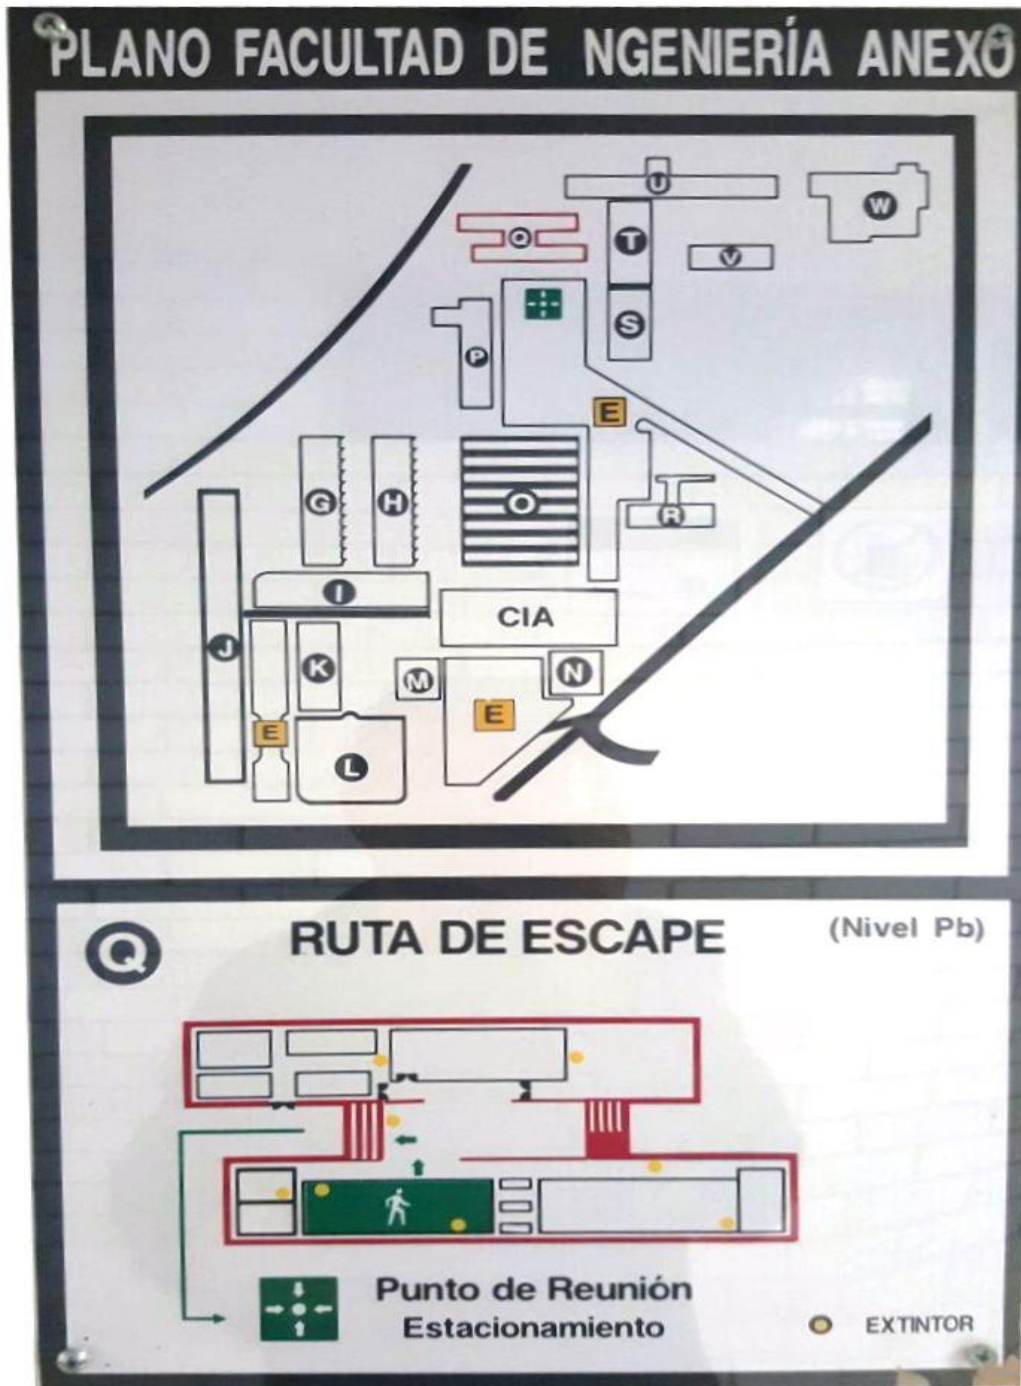 PLANO FACULTAD DE NGENIERÍA ANEXO
U
W
Q
T
V
S
P
E
G
H
O
R
I
CIA
J
K
M
N
E
E
L
Q
RUTA DE ESCAPE
(Nivel Pb)
Punto de Reunión
Estacionamiento
EXTINTOR